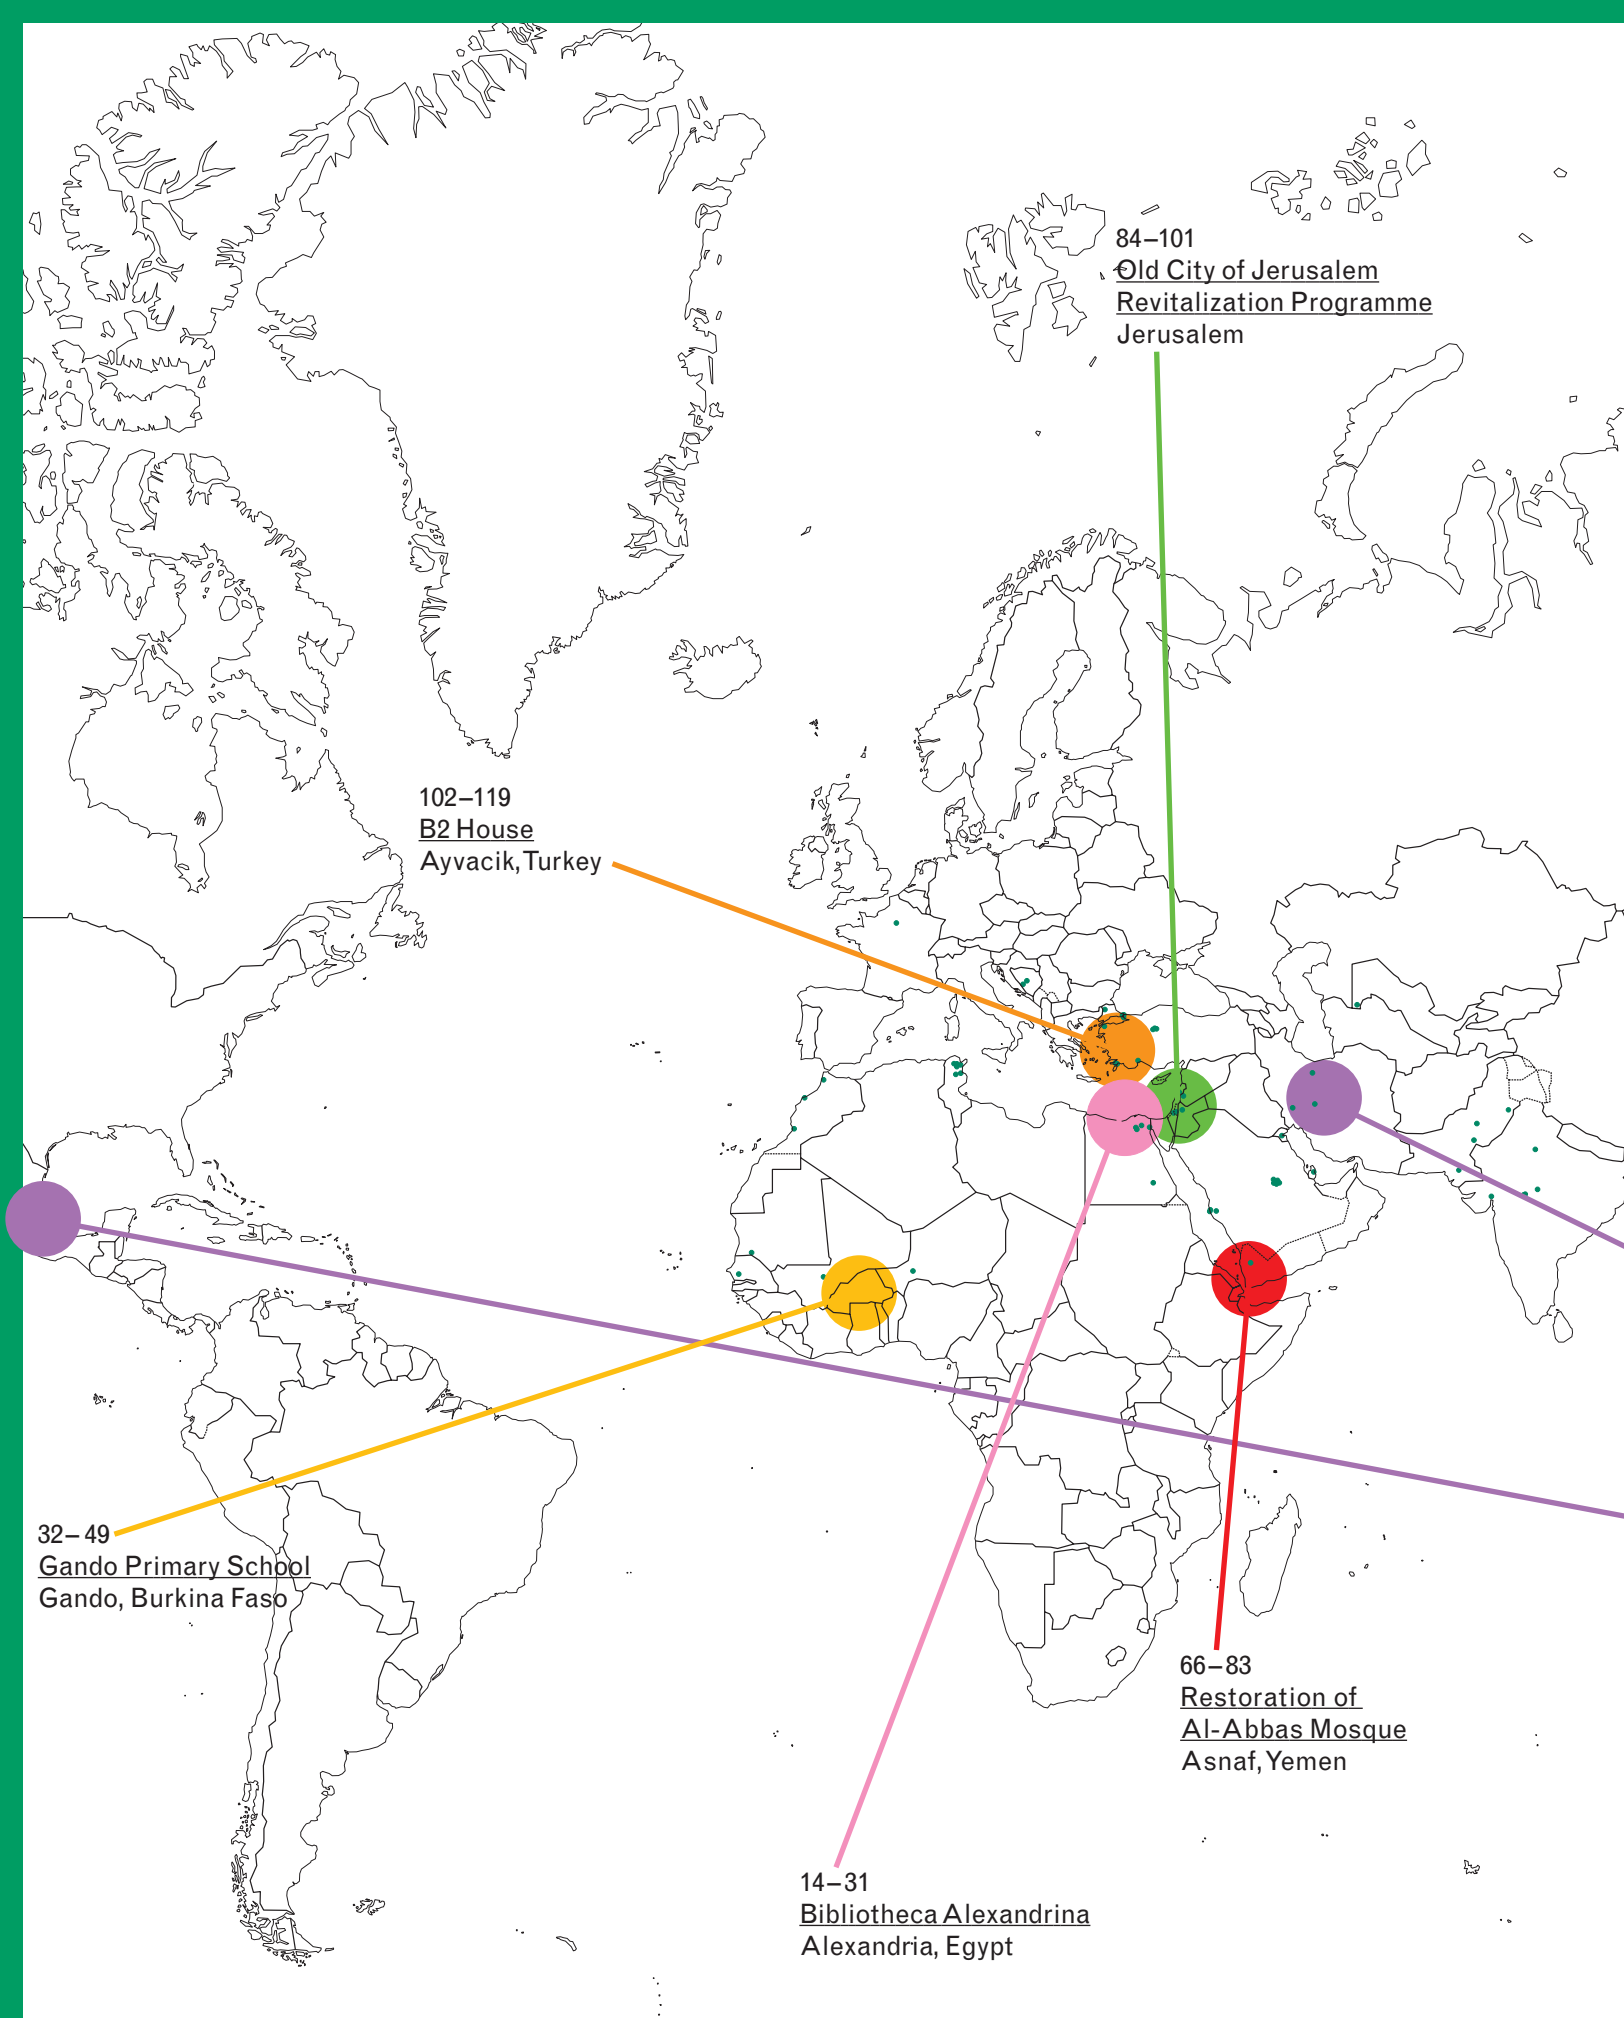 84–101
Old City of Jerusalem
Revitalization Programme
Jerusalem
102–119
B2 House
Ayvacik, Turkey
32–49
Gando Primary School
Gando, Burkina Faso
66–83
Restoration of
Al-Abbas Mosque
Asnaf, Yemen
14–31
Bibliotheca Alexandrina
Alexandria, Egypt